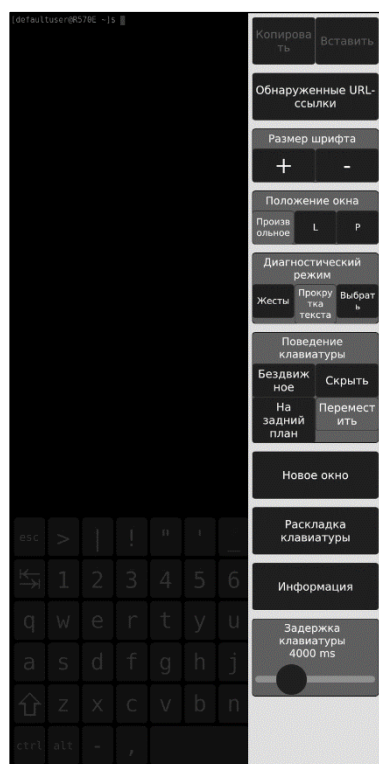 [defaultuser@R570E ~]$
Копирова
ть
Вставить
Обнаруженные URL-
ссылки
Размер шрифта
+ -
Положение окна
Произв
ольное
L P
Диагностический
режим
Жесты
Прокру
тка
текста
Выбрат
ь
Поведение
клавиатуры
Бездвиж
ное
Скрыть
На
задний
план
Перемест
ить
Новое окно
Раскладка
клавиатуры
Информация
Задержка
клавиатуры
4000 ms
esc > | ! " ' _
1 2 3 4 5 6
q w e r t y u
a s d f g h j
z x c v b n
ctrl alt - ,